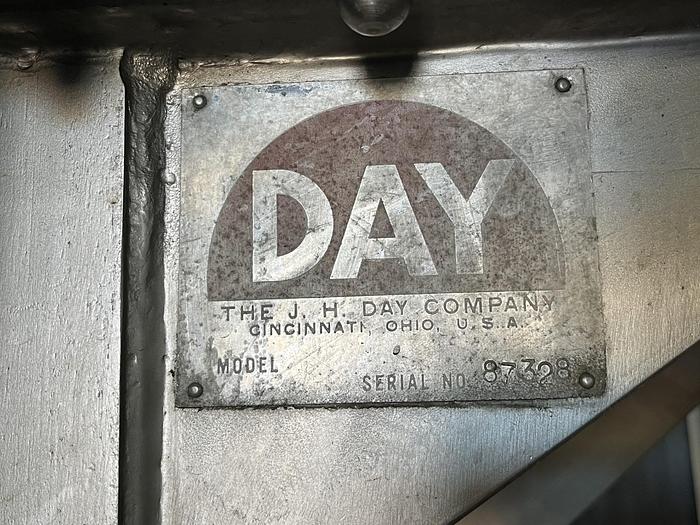 DAY
THE J. H. DAY COMPANY
CINCINNATI, OHIO, U.S.A.
MODEL
SERIAL NO. 87328